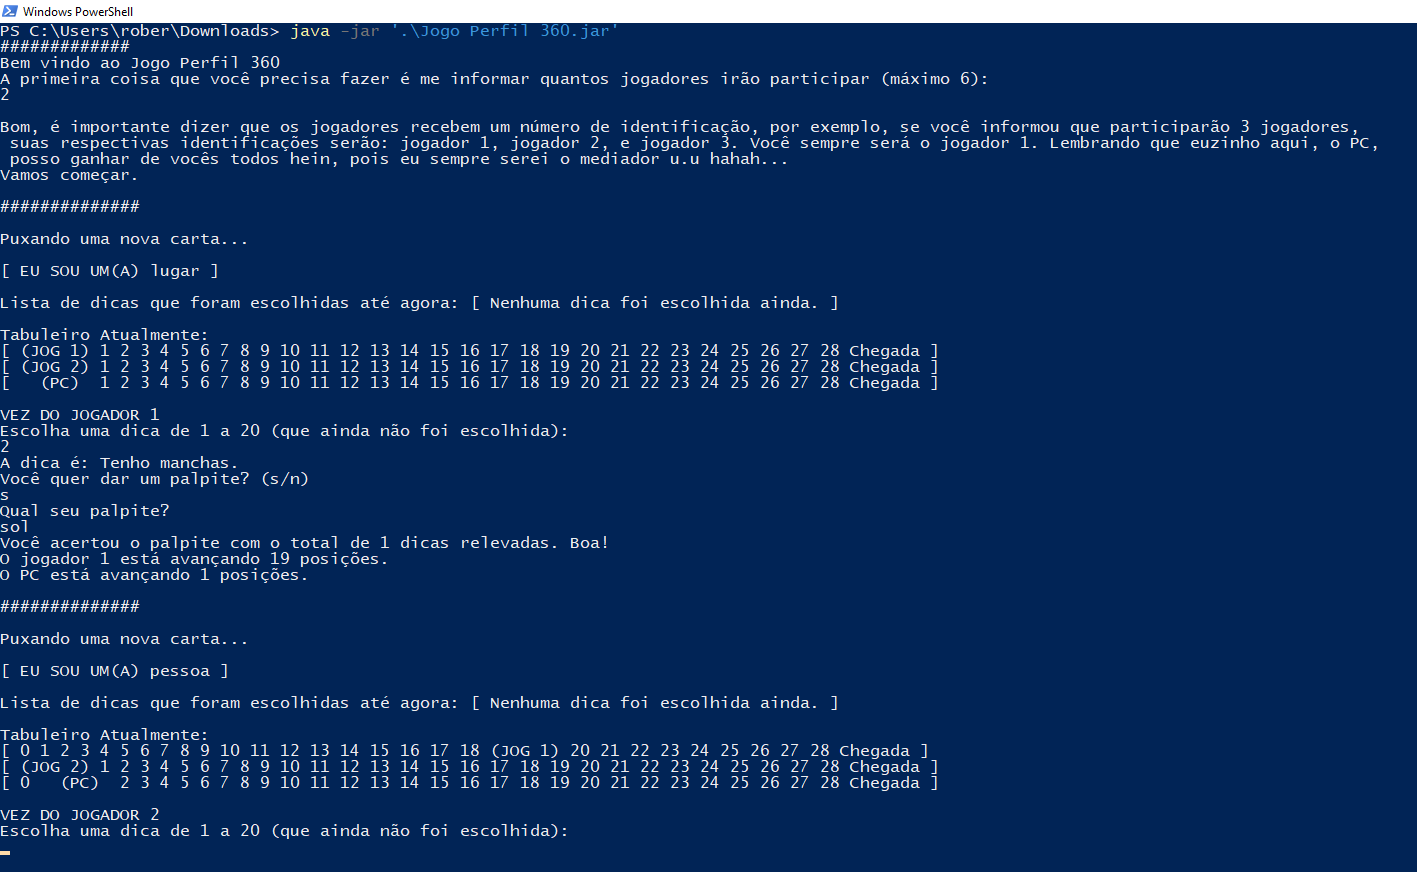 Windows PowerShell
PS C:\Users\rober\Downloads> java -jar '.\Jogo Perfil 360.jar'
#############
Bem vindo ao Jogo Perfil 360
A primeira coisa que você precisa fazer é me informar quantos jogadores irão participar (máximo 6):
2
Bom, é importante dizer que os jogadores recebem um número de identificação, por exemplo, se você informou que participarão 3 jogadores,
suas respectivas identificações serão: jogador 1, jogador 2, e jogador 3. Você sempre será o jogador 1. Lembrando que euzinho aqui, o PC,
posso ganhar de vocês todos hein, pois eu sempre serei o mediador u.u hahah...
Vamos começar.
##############
Puxando uma nova carta...
[ EU SOU UM(A) lugar ]
Lista de dicas que foram escolhidas até agora: [ Nenhuma dica foi escolhida ainda. ]
Tabuleiro Atualmente:
[ (JOG 1) 1 2 3 4 5 6 7 8 9 10 11 12 13 14 15 16 17 18 19 20 21 22 23 24 25 26 27 28 Chegada ]
[ (JOG 2) 1 2 3 4 5 6 7 8 9 10 11 12 13 14 15 16 17 18 19 20 21 22 23 24 25 26 27 28 Chegada ]
[ (PC) 1 2 3 4 5 6 7 8 9 10 11 12 13 14 15 16 17 18 19 20 21 22 23 24 25 26 27 28 Chegada ]
VEZ DO JOGADOR 1
Escolha uma dica de 1 a 20 (que ainda não foi escolhida):
2
A dica é: Tenho manchas.
Você quer dar um palpite? (s/n)
s
Qual seu palpite?
sol
Você acertou o palpite com o total de 1 dicas relevadas. Boa!
O jogador 1 está avançando 19 posições.
O PC está avançando 1 posições.
##############
Puxando uma nova carta...
[ EU SOU UM(A) pessoa ]
Lista de dicas que foram escolhidas até agora: [ Nenhuma dica foi escolhida ainda. ]
Tabuleiro Atualmente:
[ 0 1 2 3 4 5 6 7 8 9 10 11 12 13 14 15 16 17 18 (JOG 1) 20 21 22 23 24 25 26 27 28 Chegada ]
[ (JOG 2) 1 2 3 4 5 6 7 8 9 10 11 12 13 14 15 16 17 18 19 20 21 22 23 24 25 26 27 28 Chegada ]
[ 0 (PC) 2 3 4 5 6 7 8 9 10 11 12 13 14 15 16 17 18 19 20 21 22 23 24 25 26 27 28 Chegada ]
VEZ DO JOGADOR 2
Escolha uma dica de 1 a 20 (que ainda não foi escolhida):